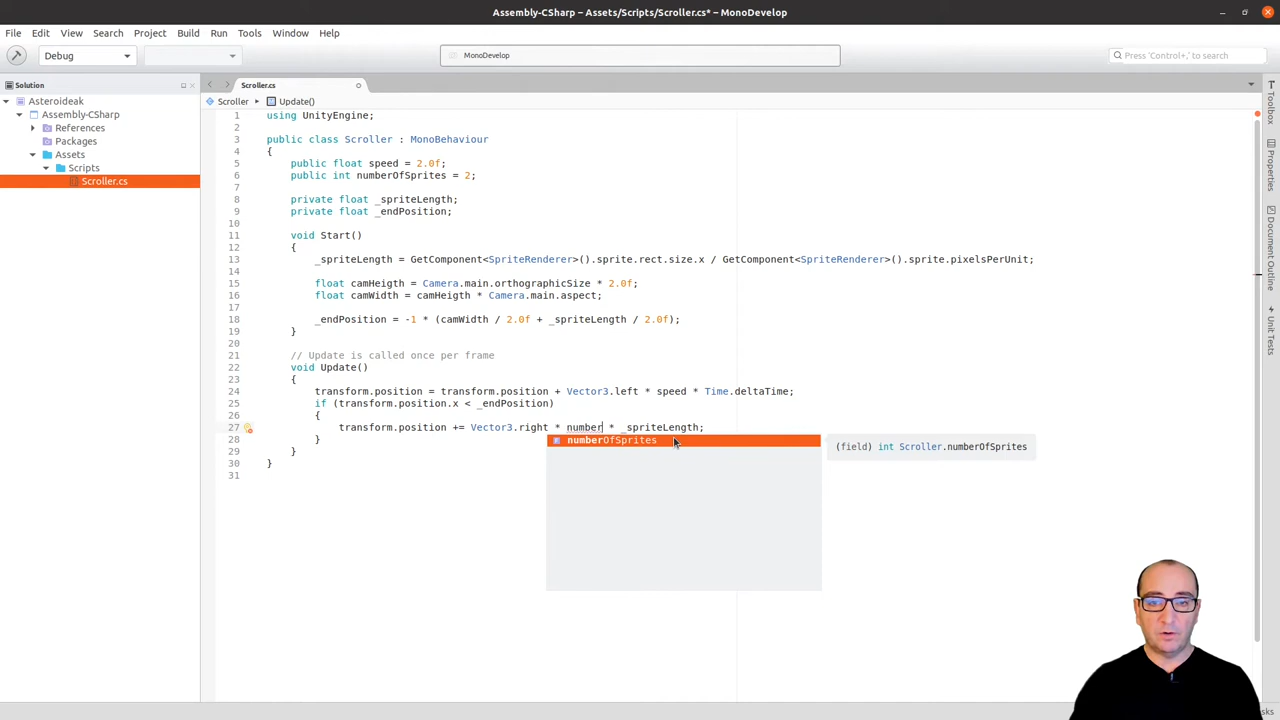 Assembly-CSharp – Assets/Scripts/Scroller.cs* – MonoDevelop
File Edit View Search Project Build Run Tools Window Help
Debug
MonoDevelop
Press 'Control+,' to search
Solution
Asteroideak
Assembly-CSharp
References
Packages
Assets
Scripts
Scroller.cs
Scroller.cs
Scroller ▸ Update()
1 using UnityEngine;
2
3 public class Scroller : MonoBehaviour
4 {
5 public float speed = 2.0f;
6 public int numberOfSprites = 2;
7
8 private float _spriteLength;
9 private float _endPosition;
10
11 void Start()
12 {
13 _spriteLength = GetComponent<SpriteRenderer>().sprite.rect.size.x / GetComponent<SpriteRenderer>().sprite.pixelsPerUnit;
14
15 float camHeigth = Camera.main.orthographicSize * 2.0f;
16 float camWidth = camHeigth * Camera.main.aspect;
17
18 _endPosition = -1 * (camWidth / 2.0f + _spriteLength / 2.0f);
19 }
20
21 // Update is called once per frame
22 void Update()
23 {
24 transform.position = transform.position + Vector3.left * speed * Time.deltaTime;
25 if (transform.position.x < _endPosition)
26 {
27 transform.position += Vector3.right * number * _spriteLength;
28 }
29 }
30 }
31
numberOfSprites
(field) int Scroller.numberOfSprites
Toolbox
Properties
Document Outline
Unit Tests